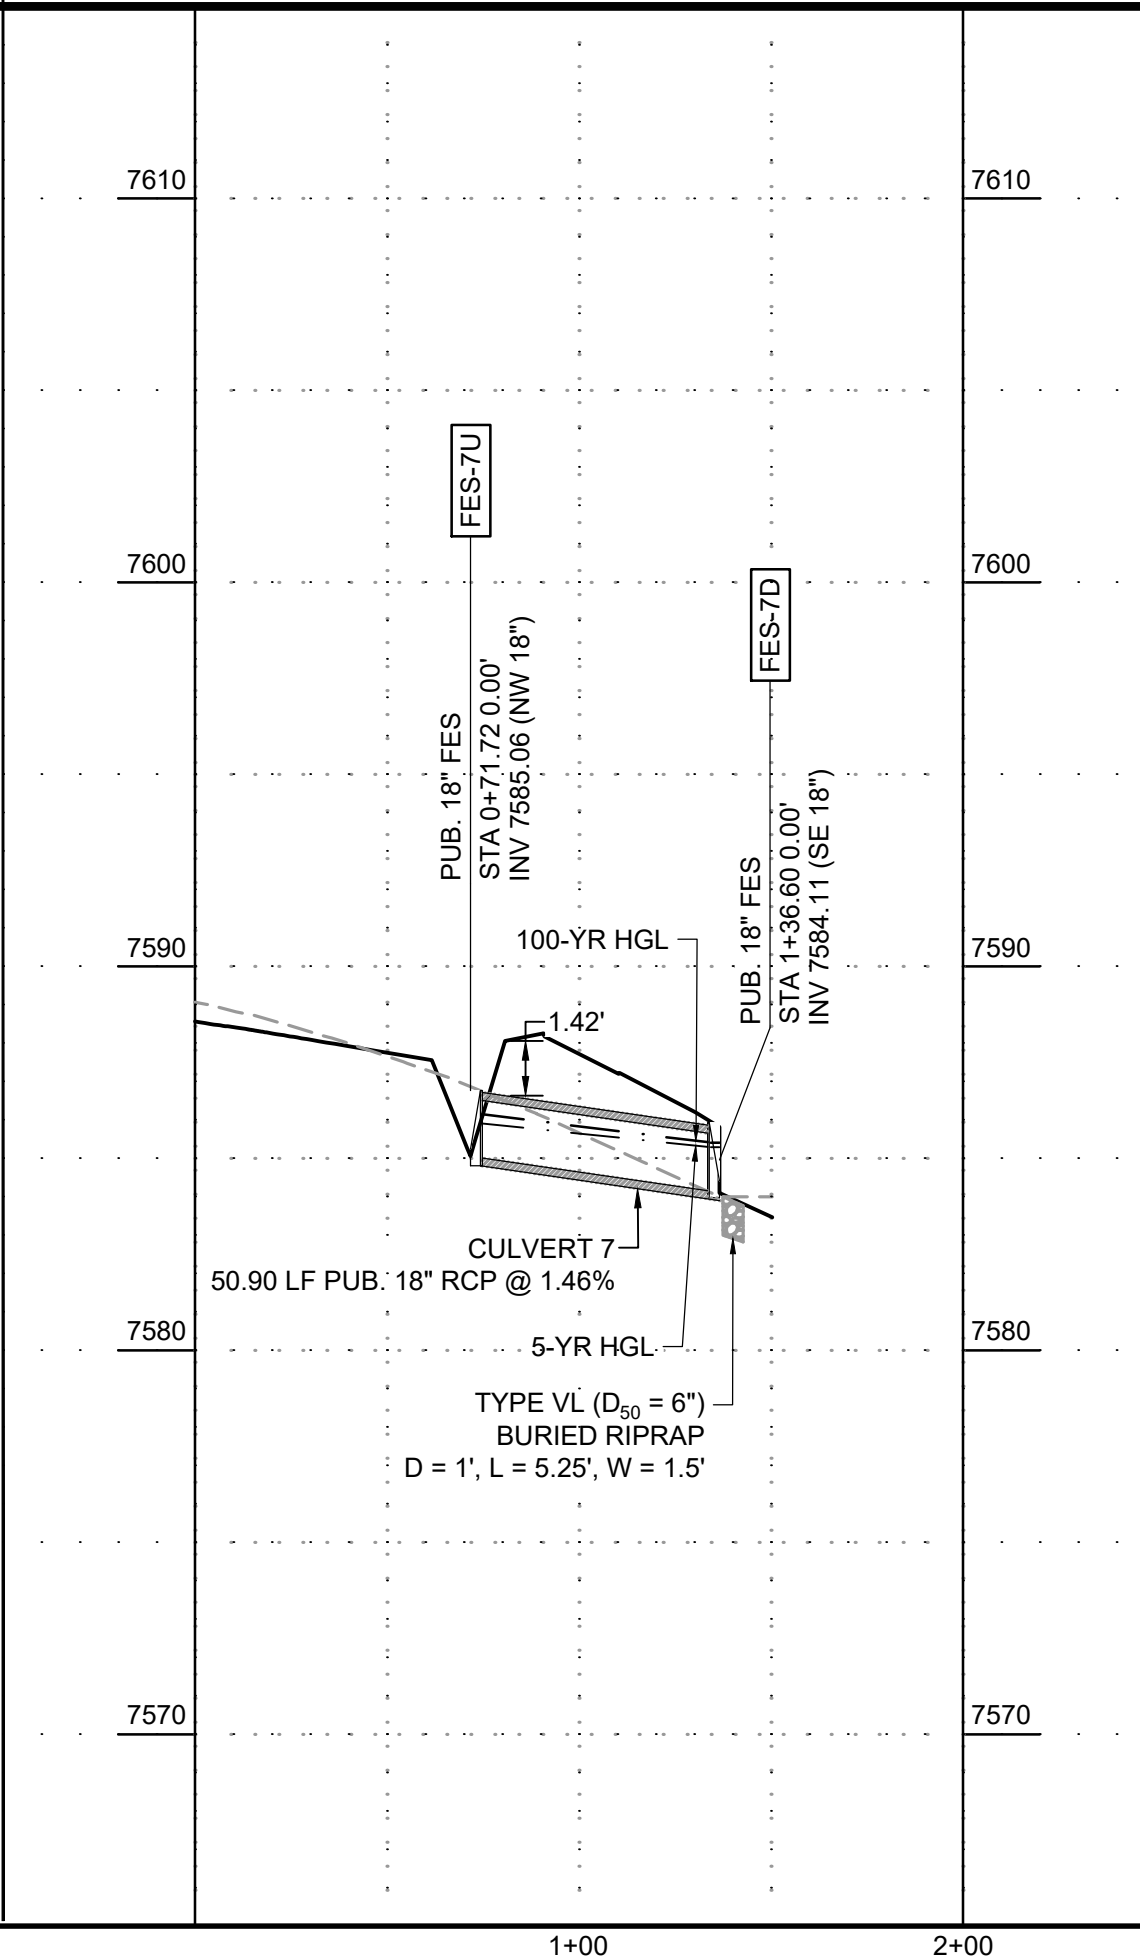 7610
7610
FES-7U
7600
7600
FES-7D
PUB. 18" FES
STA 0+71.72 0.00'
INV 7585.06 (NW 18")
PUB. 18" FES
STA 1+36.60 0.00'
INV 7584.11 (SE 18")
100-YR HGL
7590
7590
1.42'
CULVERT 7
50.90 LF PUB. 18" RCP @ 1.46%
7580
7580
5-YR HGL
TYPE VL (D50 = 6")
BURIED RIPRAP
D = 1', L = 5.25', W = 1.5'
7570
7570
1+00
2+00